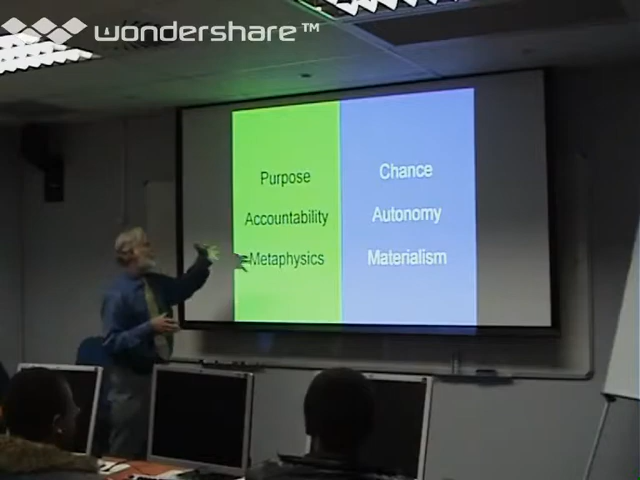 wondershare™
Purpose
Accountability
Metaphysics
Chance
Autonomy
Materialism